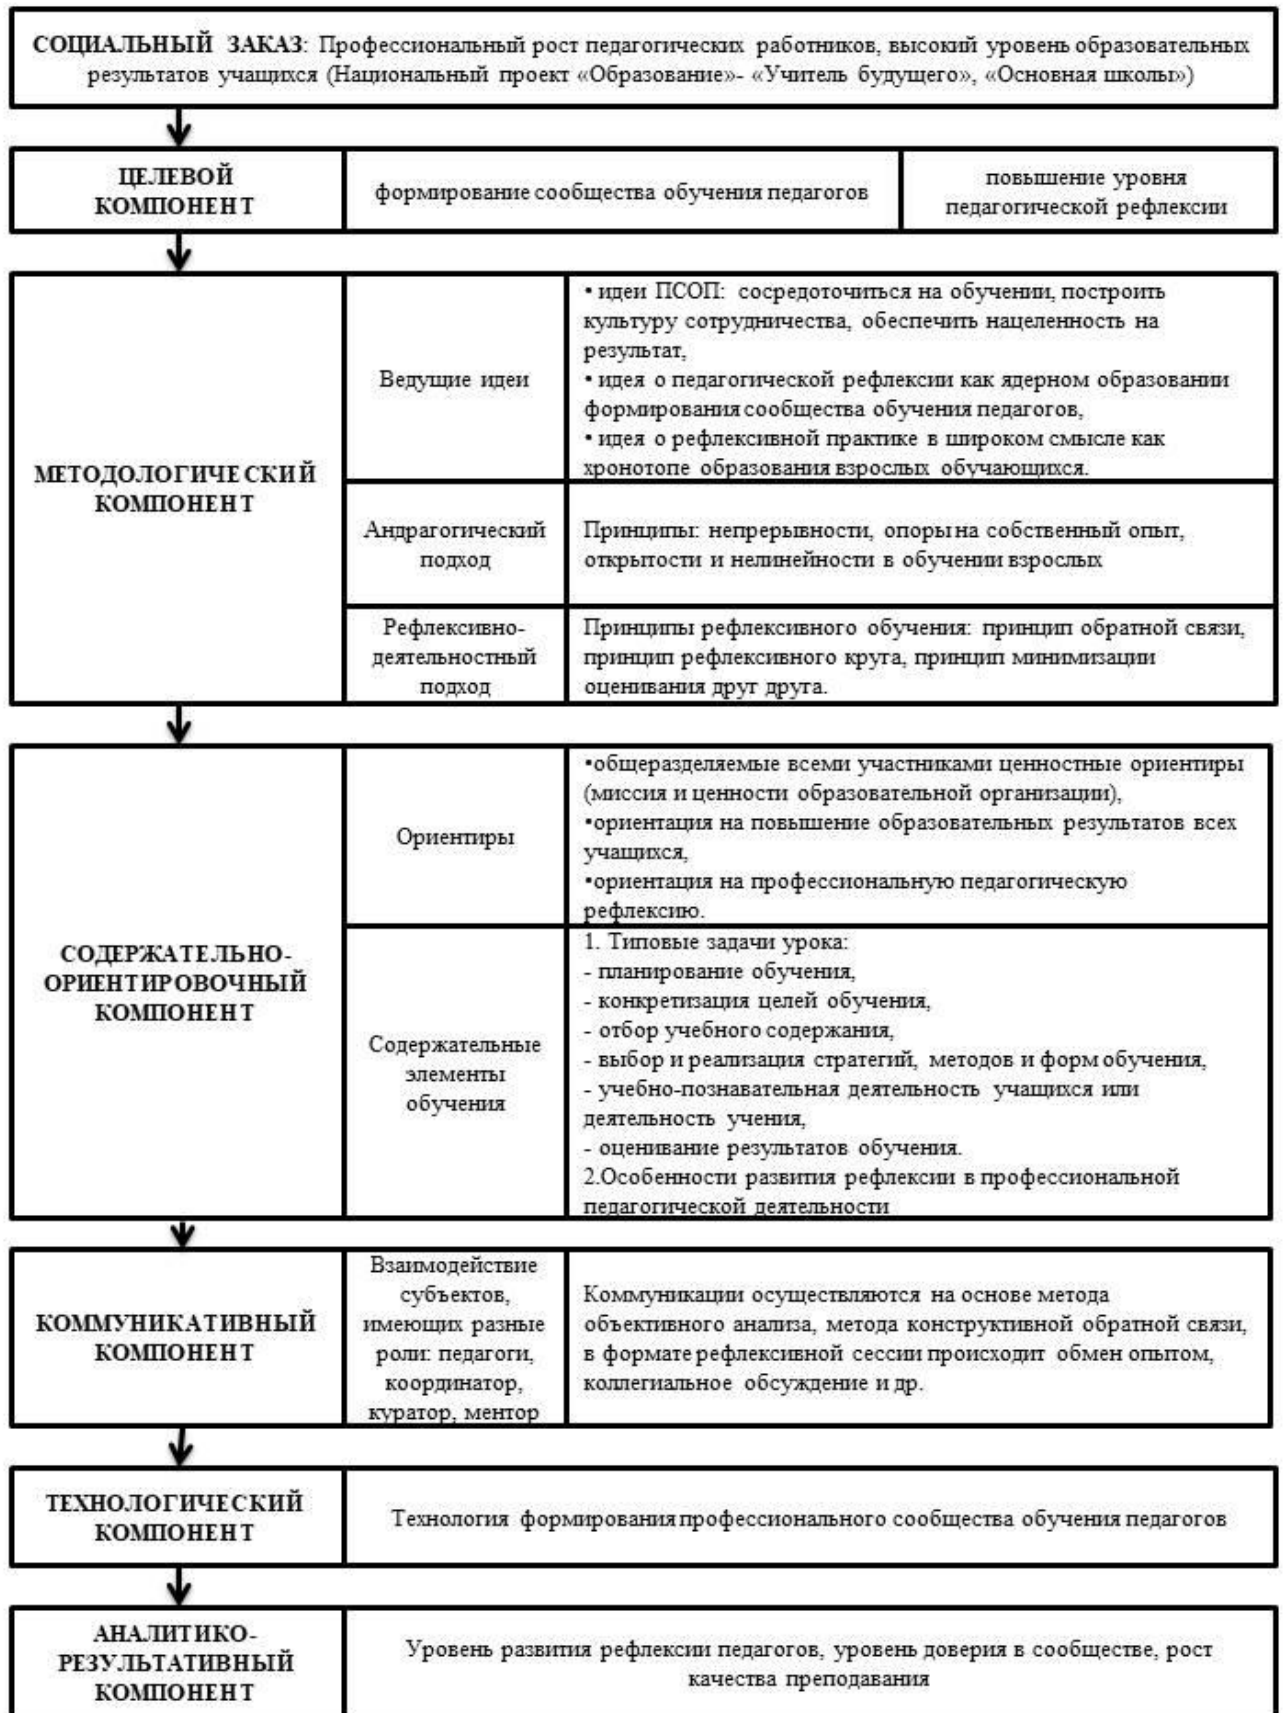 СОЦИАЛЬНЫЙ ЗАКАЗ: Профессиональный рост педагогических работников, высокий уровень образовательных
результатов учащихся (Национальный проект «Образование»- «Учитель будущего», «Основная школы»)
ЦЕЛЕВОЙ
КОМПОНЕНТ
формирование сообщества обучения педагогов
повышение уровня
педагогической рефлексии
МЕТОДОЛОГИЧЕСКИЙ
КОМПОНЕНТ
Ведущие идеи
• идеи ПСОП: сосредоточиться на обучении, построить
культуру сотрудничества, обеспечить нацеленность на
результат,
• идея о педагогической рефлексии как ядерном образовании
формирования сообщества обучения педагогов,
• идея о рефлексивной практике в широком смысле как
хронотопе образования взрослых обучающихся.
Андрагогический
подход
Принципы: непрерывности, опоры на собственный опыт,
открытости и нелинейности в обучении взрослых
Рефлексивно-
деятельностный
подход
Принципы рефлексивного обучения: принцип обратной связи,
принцип рефлексивного круга, принцип минимизации
оценивания друг друга.
СОДЕРЖАТЕЛЬНО-
ОРИЕНТИРОВОЧНЫЙ
КОМПОНЕНТ
Ориентиры
•общеразделяемые всеми участниками ценностные ориентиры
(миссия и ценности образовательной организации),
•ориентация на повышение образовательных результатов всех
учащихся,
•ориентация на профессиональную педагогическую
рефлексию.
Содержательные
элементы
обучения
1. Типовые задачи урока:
- планирование обучения,
- конкретизация целей обучения,
- отбор учебного содержания,
- выбор и реализация стратегий, методов и форм обучения,
- учебно-познавательная деятельность учащихся или
деятельность учения,
- оценивание результатов обучения.
2.Особенности развития рефлексии в профессиональной
педагогической деятельности
КОММУНИКАТИВНЫЙ
КОМПОНЕНТ
Взаимодействие
субъектов,
имеющих разные
роли: педагоги,
координатор,
куратор, ментор
Коммуникации осуществляются на основе метода
объективного анализа, метода конструктивной обратной связи,
в формате рефлексивной сессии происходит обмен опытом,
коллегиальное обсуждение и др.
ТЕХНОЛОГИЧЕСКИЙ
КОМПОНЕНТ
Технология формирования профессионального сообщества обучения педагогов
АНАЛИТИКО-
РЕЗУЛЬТАТИВНЫЙ
КОМПОНЕНТ
Уровень развития рефлексии педагогов, уровень доверия в сообществе, рост
качества преподавания